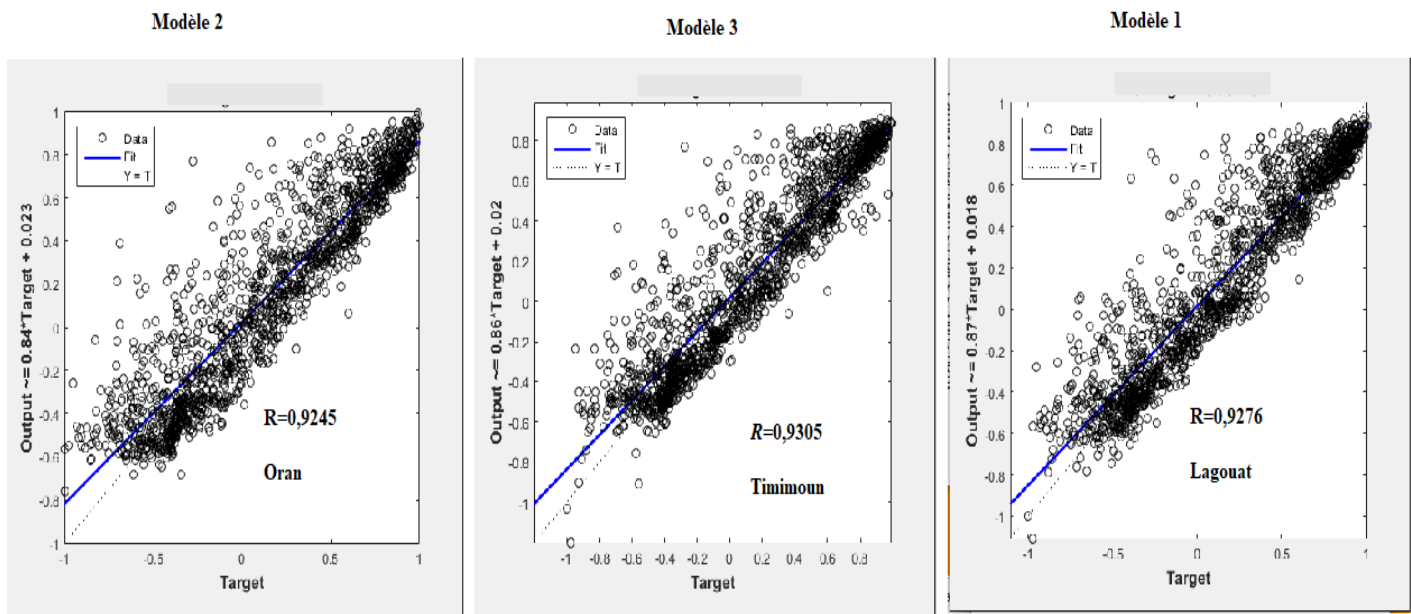 Modèle 2
Modèle 3
Modèle 1
Data
Fit
Y = T
Output ~= 0.84*Target + 0.023
1
0.8
0.6
0.4
0.2
0
-0.2
-0.4
-0.6
-0.8
-1
R=0,9245
Oran
-1
-0.5
0
0.5
1
Target
Data
Fit
Y = T
Output ~= 0.86*Target + 0.02
0.8
0.6
0.4
0.2
0
-0.2
-0.4
-0.6
-0.8
-1
R=0,9305
Timimoun
-1
-0.8
-0.6
-0.4
-0.2
0
0.2
0.4
0.6
0.8
Target
Data
Fit
Y = T
Output ~= 0.87*Target + 0.018
1
0.8
0.6
0.4
0.2
0
-0.2
-0.4
-0.6
-0.8
-1
R=0,9276
Lagouat
-1
-0.5
0
0.5
1
Target